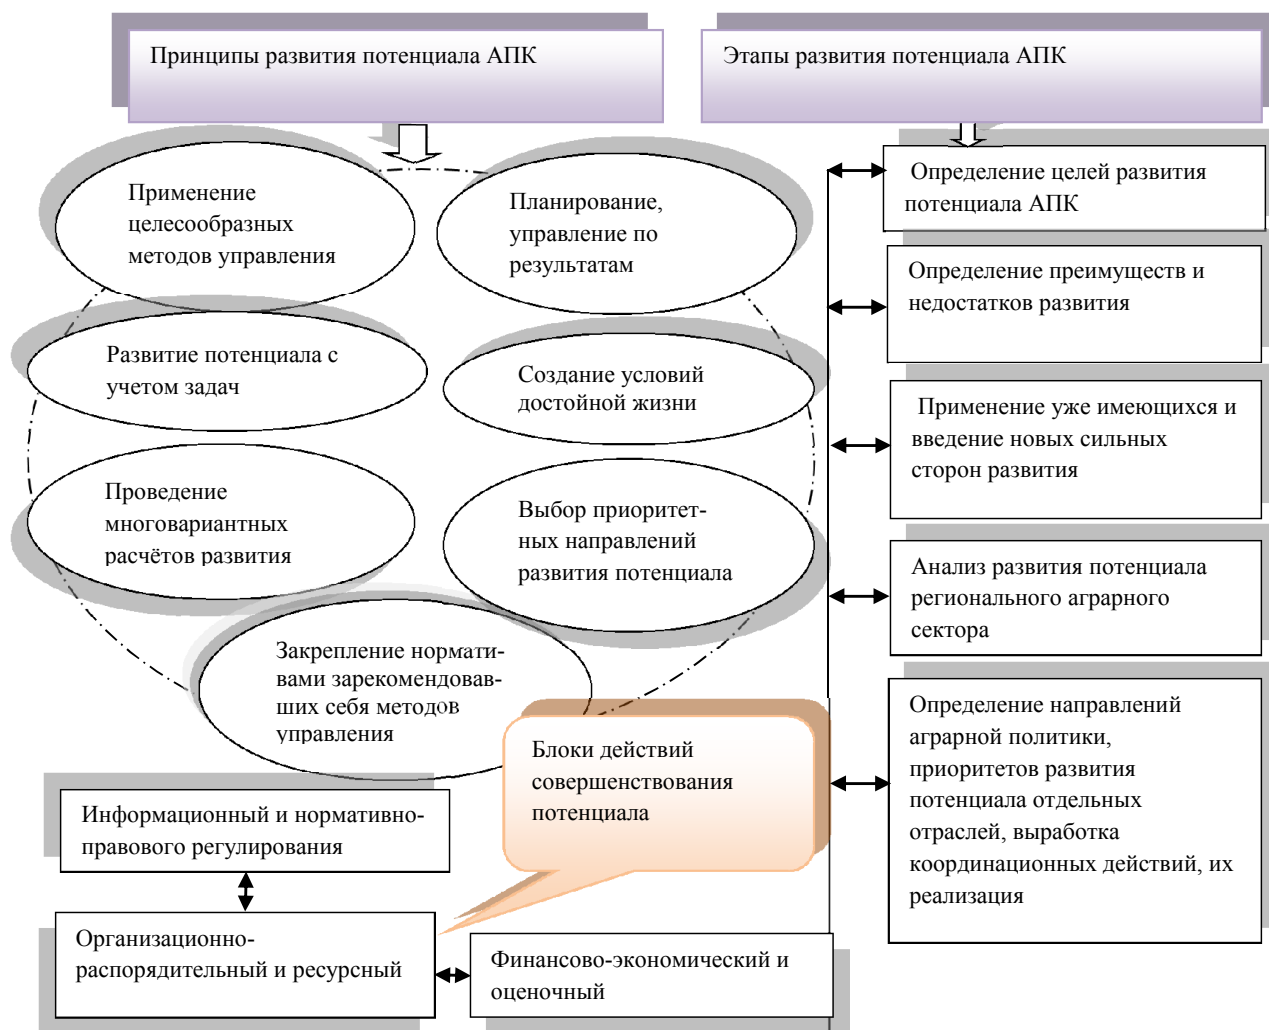 Принципы развития потенциала АПК
Этапы развития потенциала АПК
Применение
целесообразных
методов управления
Планирование,
управление по
результатам
Развитие потенциала с
учетом задач
Создание условий
достойной жизни
Проведение
многовариантных
расчётов развития
Выбор приоритет-
ных направлений
развития потенциала
Закрепление нормати-
вами зарекомендовав-
ших себя методов
управления
Блоки действий
совершенствования
потенциала
Информационный и нормативно-
правового регулирования
Организационно-
распорядительный и ресурсный
Финансово-экономический и
оценочный
Определение целей развития
потенциала АПК
Определение преимуществ и
недостатков развития
Применение уже имеющихся и
введение новых сильных
сторон развития
Анализ развития потенциала
регионального аграрного
сектора
Определение направлений
аграрной политики,
приоритетов развития
потенциала отдельных
отраслей, выработка
координационных действий, их
реализация